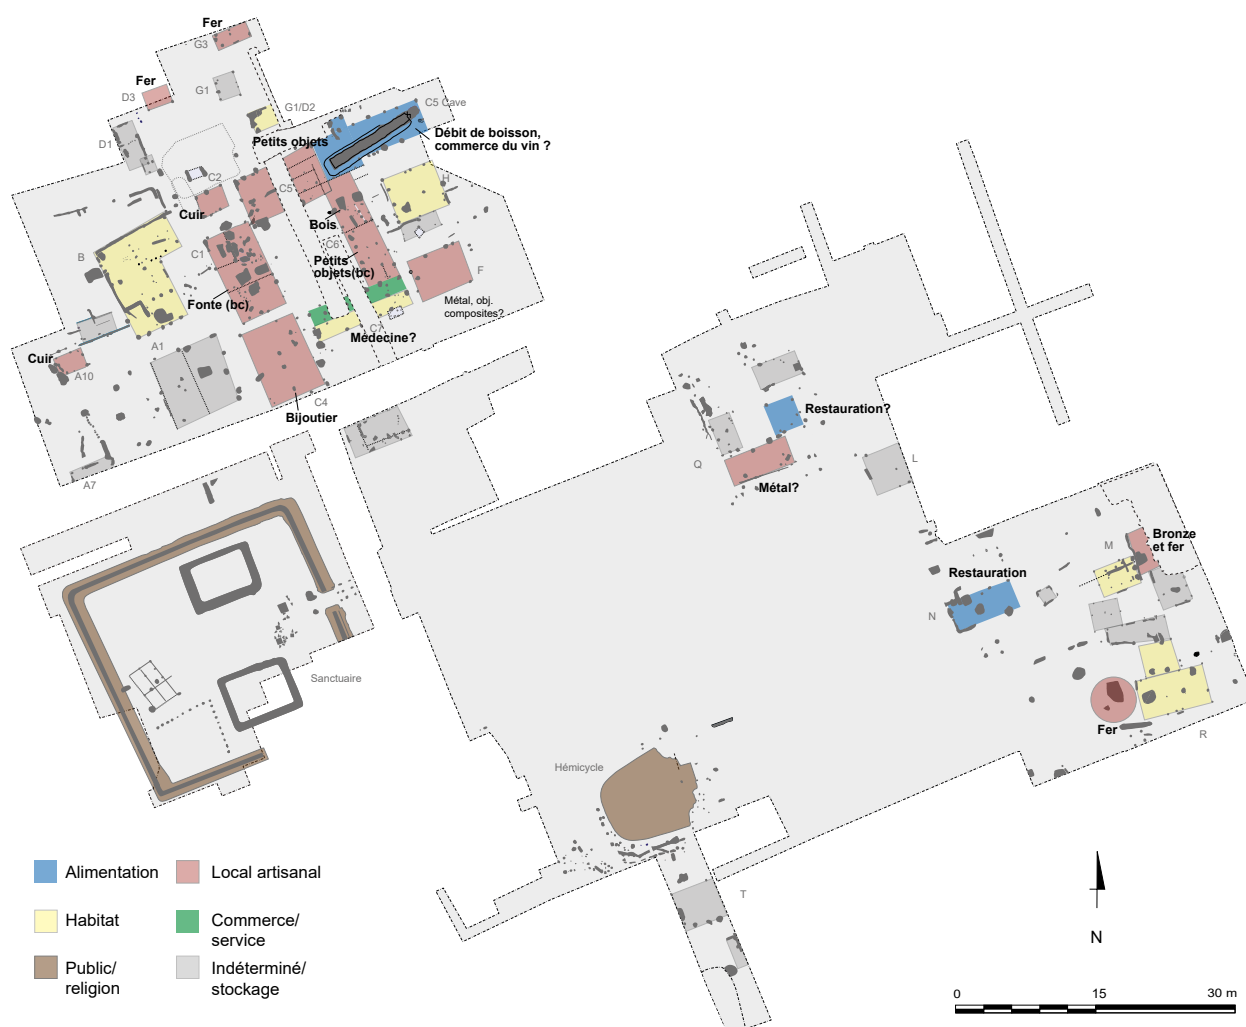 Fer
G3
Fer
D3
G1
G1/D2
C5 Cave
Débit de boisson,
commerce du vin ?
Petits objets
D1
C2
C5
H
Cuir
Bois
C6
B
C1
Petits
objets(bc)
F
Fonte (bc)
Métal, obj.
composites?
C7
Médecine?
A1
Cuir
A10
C4
Bijoutier
A7
Restauration?
Q
L
Métal?
M
Bronze
et fer
Restauration
N
Sanctuaire
Fer
R
Hémicycle
T
Alimentation
Local artisanal
Habitat
Commerce/
service
Public/
religion
Indéterminé/
stockage
N
0 15 30 m